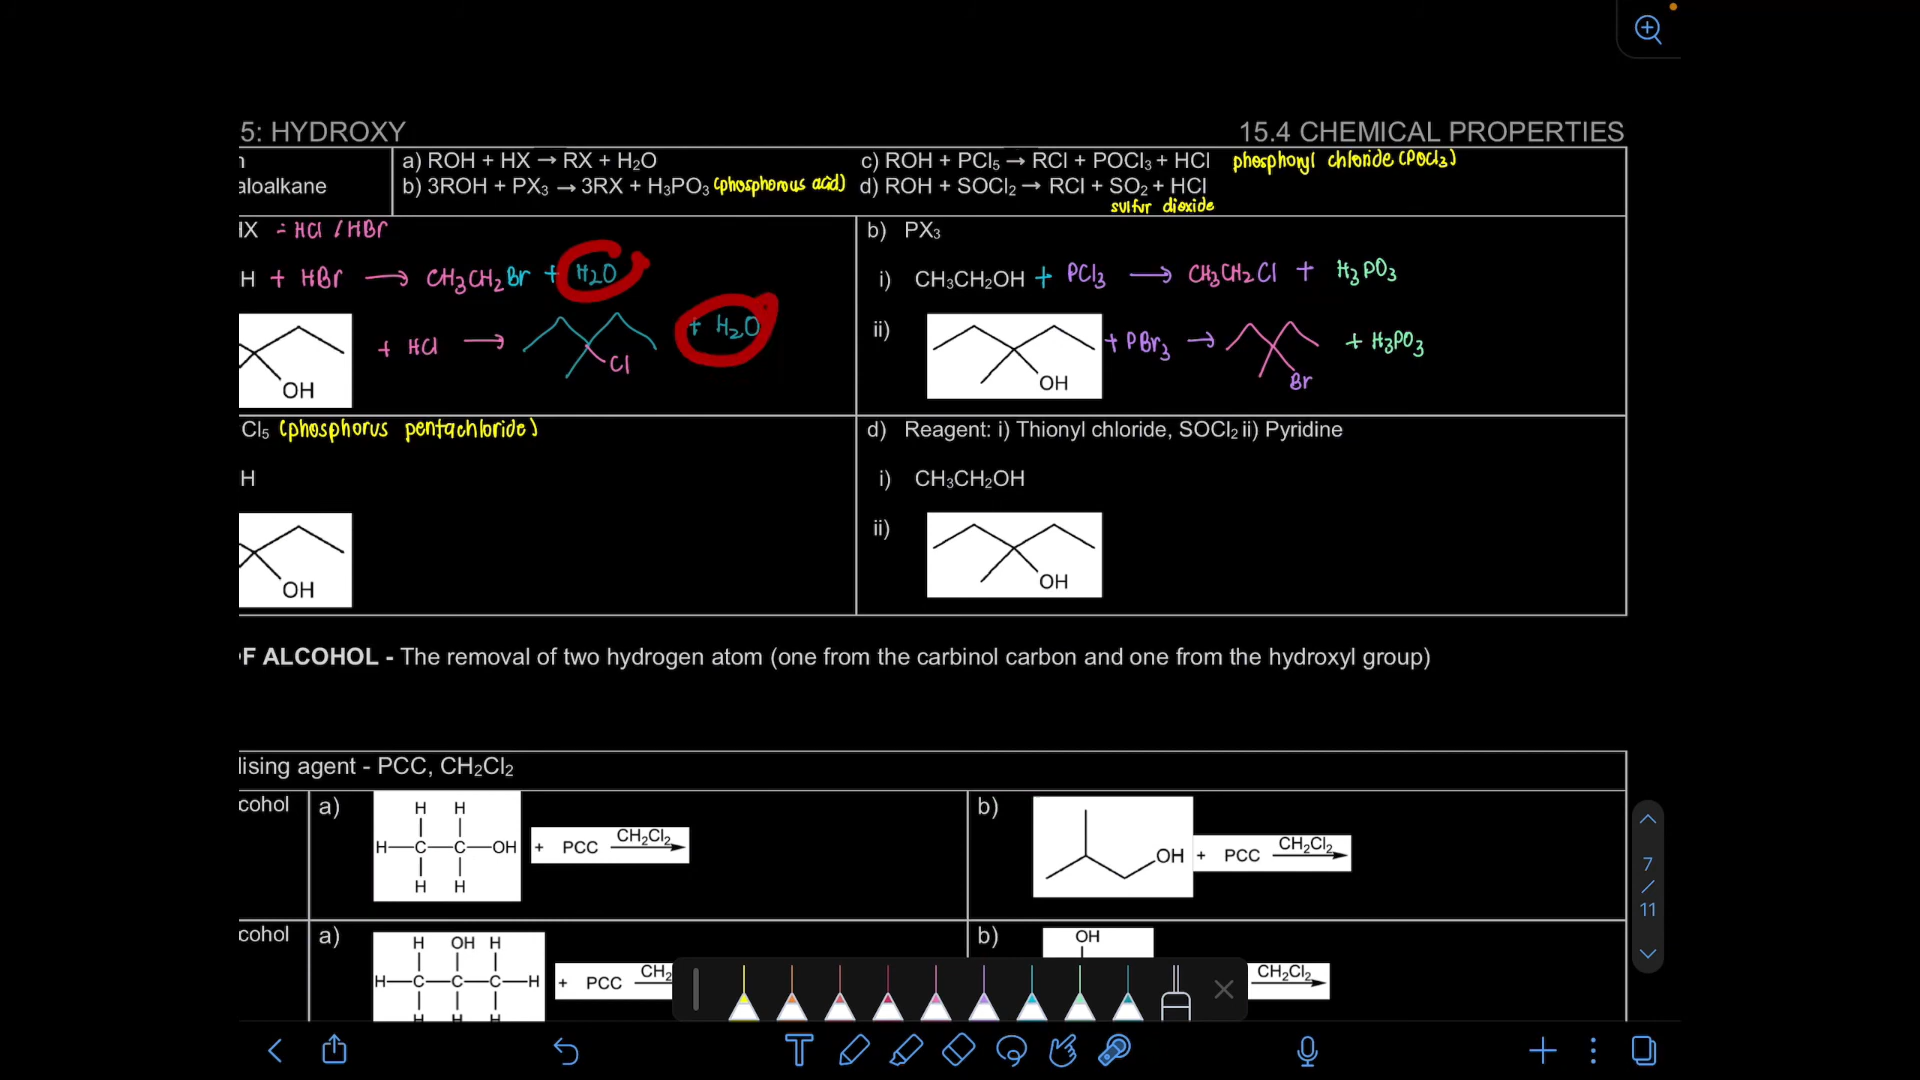 5: HYDROXY
15.4 CHEMICAL PROPERTIES
aloalkane
a) ROH + HX → RX + H₂O
b) 3ROH + PX₃ → 3RX + H₃PO₃ (phosphorous acid)
c) ROH + PCl₅ → RCl + POCl₃ + HCl phosphoryl chloride (POCl₃)
d) ROH + SOCl₂ → RCl + SO₂ + HCl
sulfur dioxide
HX = HCl / HBr
H + HBr → CH₃CH₂Br + H₂O
OH + HCl → Cl + H₂O
b) PX₃
i) CH₃CH₂OH + PCl₃ → CH₃CH₂Cl + H₃PO₃
ii) OH + PBr₃ → Br + H₃PO₃
Cl₅ (phosphorus pentachloride)
H
OH
d) Reagent: i) Thionyl chloride, SOCl₂ ii) Pyridine
i) CH₃CH₂OH
ii) OH
F ALCOHOL - The removal of two hydrogen atom (one from the carbinol carbon and one from the hydroxyl group)
dising agent - PCC, CH₂Cl₂
cohol
a)
H H
H C C OH + PCC CH₂Cl₂
H H
b)
OH + PCC CH₂Cl₂
cohol
a)
H OH H
H C C C H + PCC CH₂
H H H
b)
OH
CH₂Cl₂
7
/
11
T